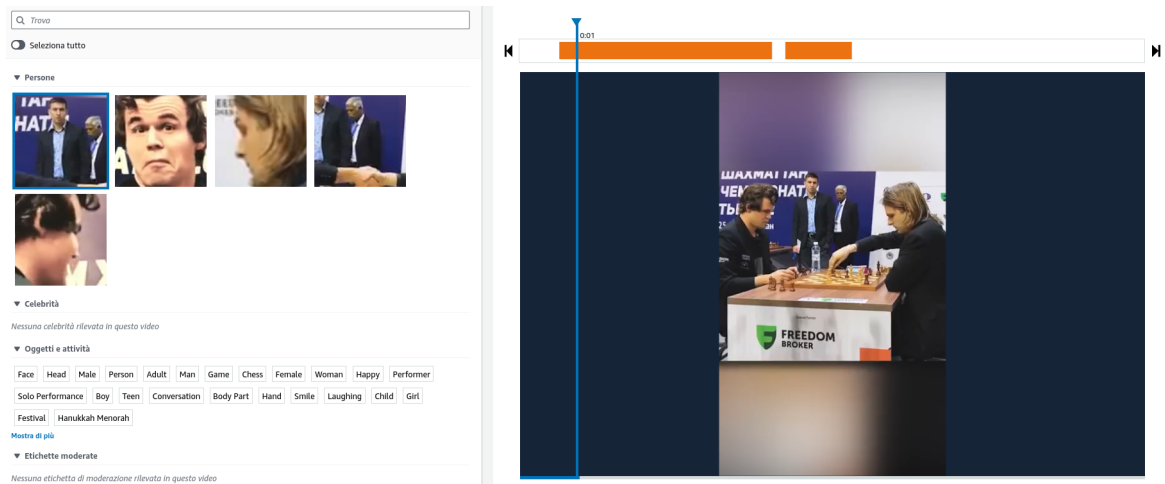 Trova
Seleziona tutto
Persone
ТАР
НАТ
Celebrità
Nessuna celebrità rilevata in questo video
Oggetti e attività
Face Head Male Person Adult Man Game Chess Female Woman Happy Performer
Solo Performance Boy Teen Conversation Body Part Hand Smile Laughing Child Girl
Festival Hanukkah Menorah
Mostra di più
Etichette moderate
Nessuna etichetta di moderazione rilevata in questo video
0:01
ШАХМАТТАН
FREEDOM
BROKER